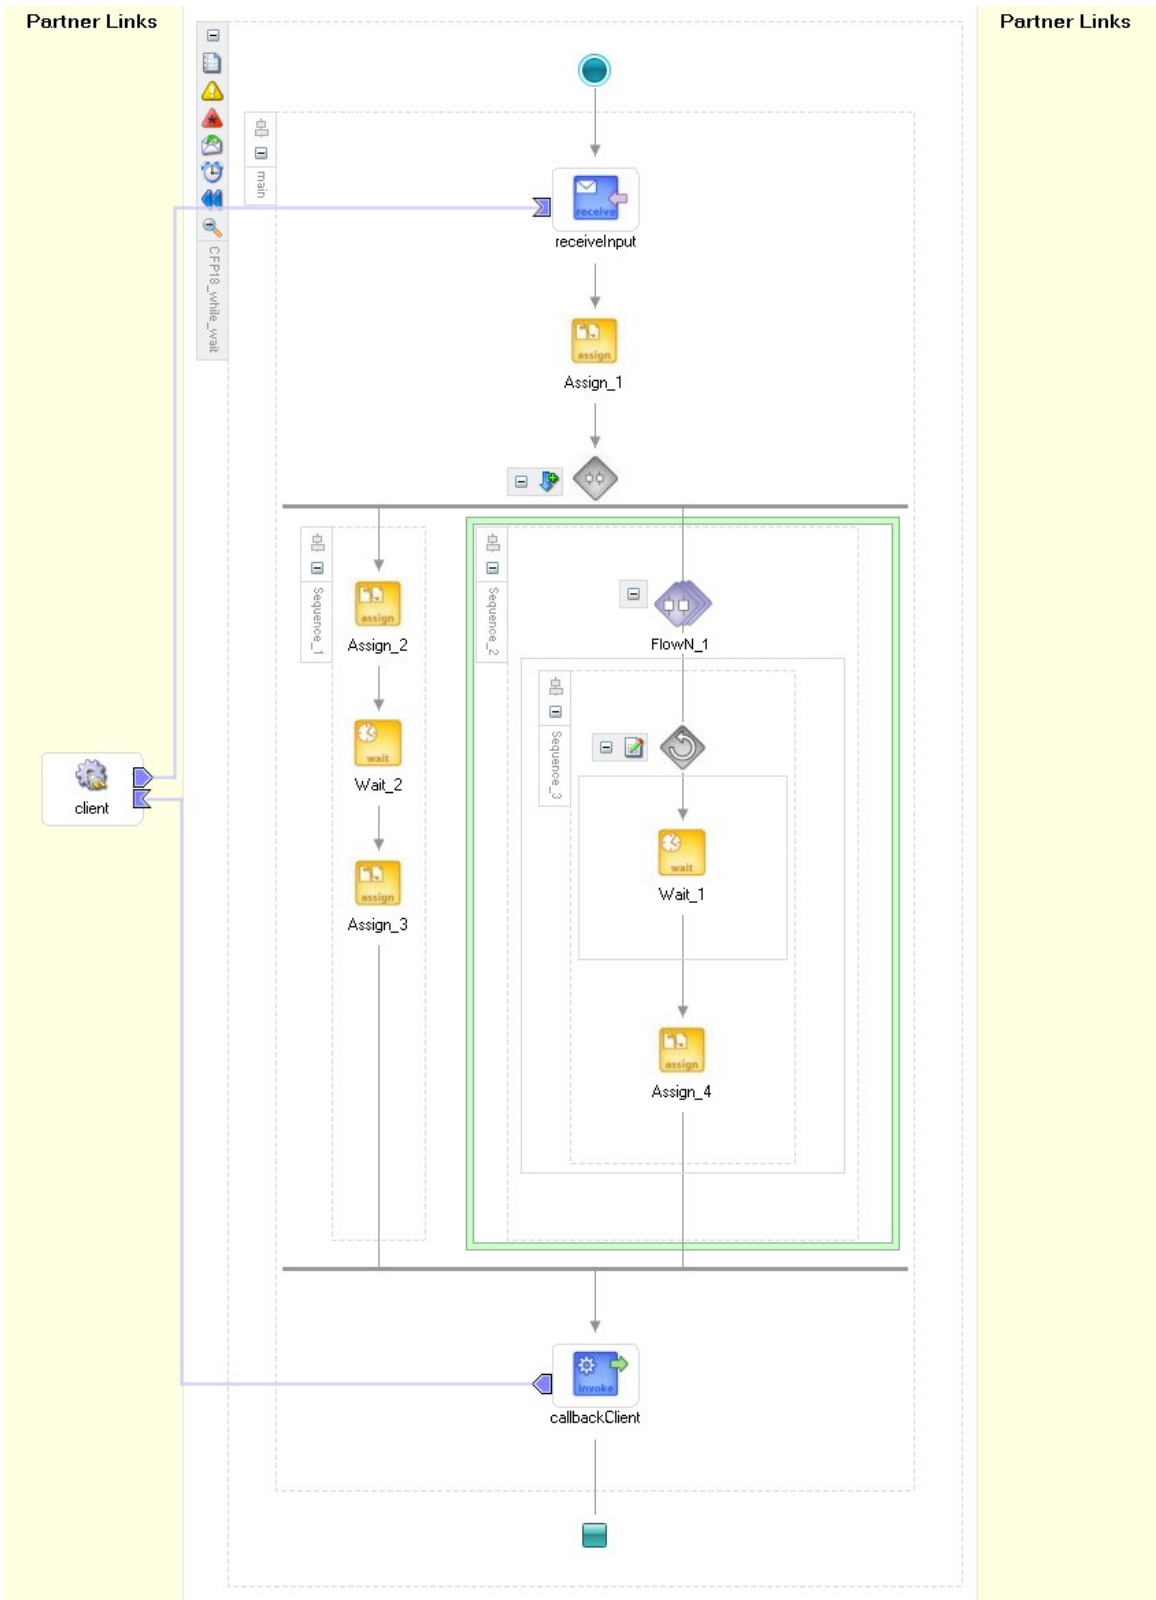 Partner Links
Partner Links
CFP18_while_wait
main
receive
receiveInput
assign
Assign_1
Sequence_1
assign
Assign_2
wait
Wait_2
assign
Assign_3
Sequence_2
FlowN_1
Sequence_3
wait
Wait_1
assign
Assign_4
client
invoke
callbackClient